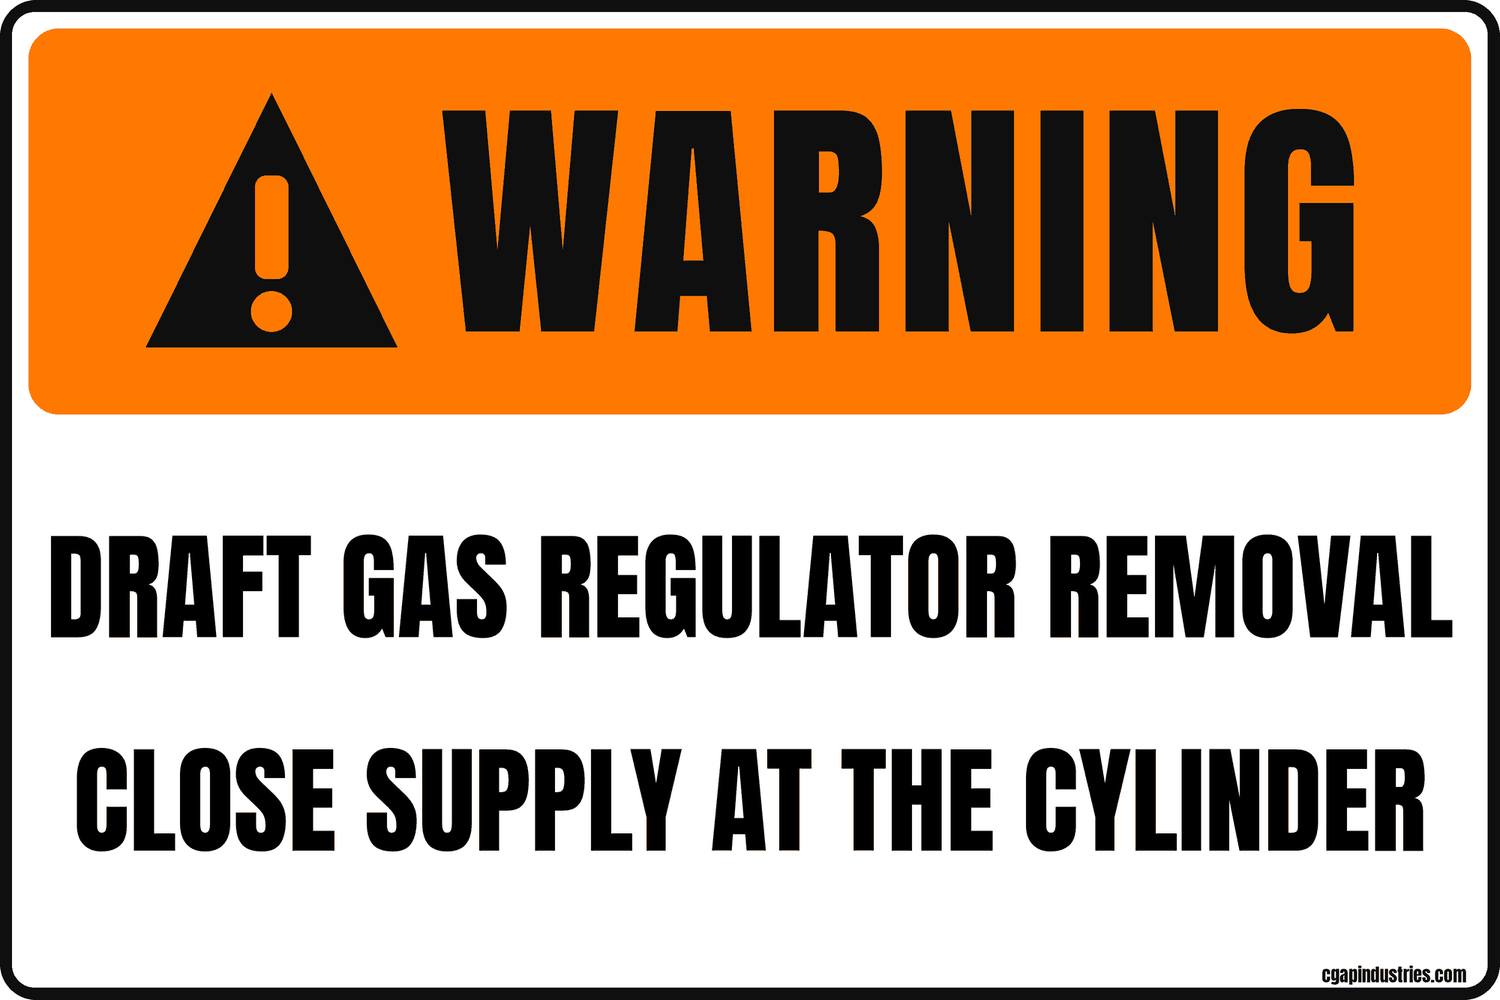 WARNING
DRAFT GAS REGULATOR REMOVAL
CLOSE SUPPLY AT THE CYLINDER
cgapindustries.com